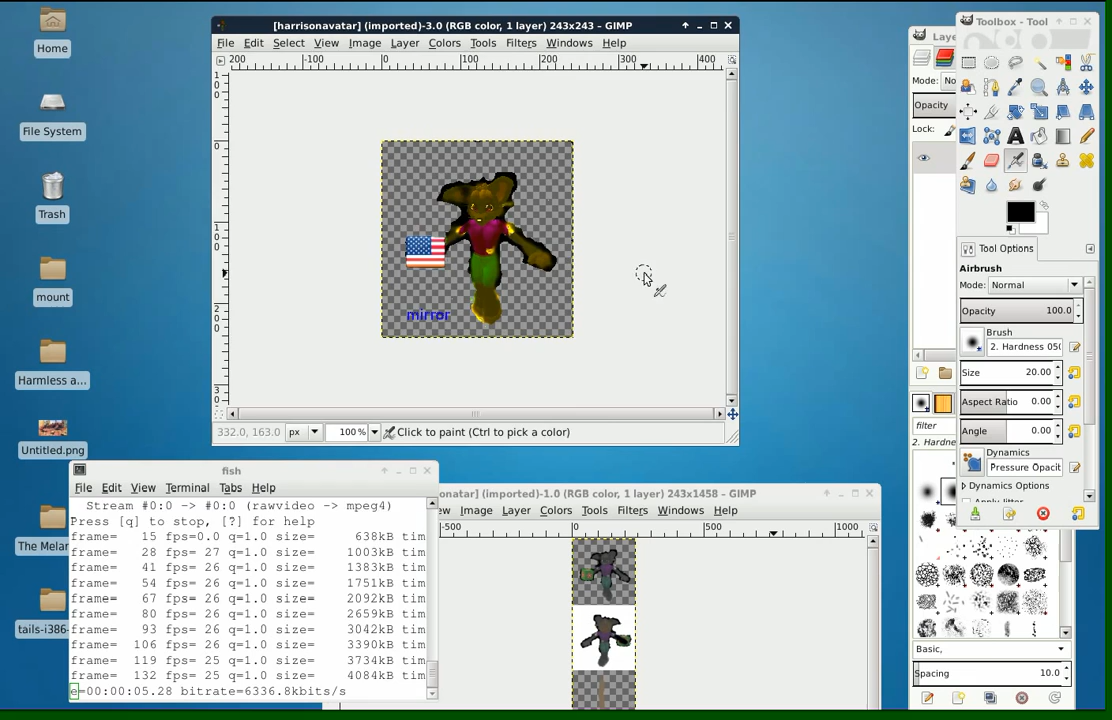 Home
File System
Trash
mount
Harmless a...
Untitled.png
The Melar
tails-i386-
[harrisonavatar] (imported)-3.0 (RGB color, 1 layer) 243x243 – GIMP
File Edit Select View Image Layer Colors Tools Filters Windows Help
200 -100 0 100 200 300 400
mirror
332.0, 163.0 px 100% Click to paint (Ctrl to pick a color)
fish
File Edit View Terminal Tabs Help
Stream #0:0 -> #0:0 (rawvideo -> mpeg4)
Press [q] to stop, [?] for help
frame= 15 fps=0.0 q=1.0 size= 638kB tim
frame= 28 fps= 27 q=1.0 size= 1003kB tim
frame= 41 fps= 26 q=1.0 size= 1383kB tim
frame= 54 fps= 26 q=1.0 size= 1751kB tim
frame= 67 fps= 26 q=1.0 size= 2092kB tim
frame= 80 fps= 26 q=1.0 size= 2659kB tim
frame= 93 fps= 26 q=1.0 size= 3042kB tim
frame= 106 fps= 26 q=1.0 size= 3390kB tim
frame= 119 fps= 25 q=1.0 size= 3734kB tim
frame= 132 fps= 25 q=1.0 size= 4084kB tim
e=00:00:05.28 bitrate=6336.8kbits/s
onatar] (imported)-1.0 (RGB color, 1 layer) 243x1458 – GIMP
ew Image Layer Colors Tools Filters Windows Help
-500 0 500 1000
Laye
Mode: No
Opacity
Lock:
filter
2. Hardne
Basic,
Spacing 10.0
Toolbox - Tool
Tool Options
Airbrush
Mode: Normal
Opacity 100.0
Brush
2. Hardness 050
Size 20.00
Aspect Ratio 0.00
Angle 0.00
Dynamics
Pressure Opacit
Dynamics Options